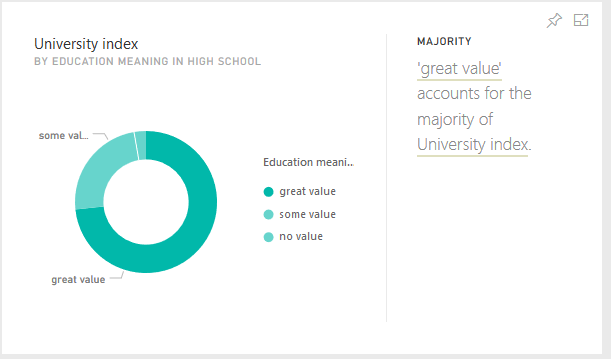 University index
BY EDUCATION MEANING IN HIGH SCHOOL
some val...
great value
Education meani..
great value
some value
no value
MAJORITY
'great value'
accounts for the
majority of
University index.